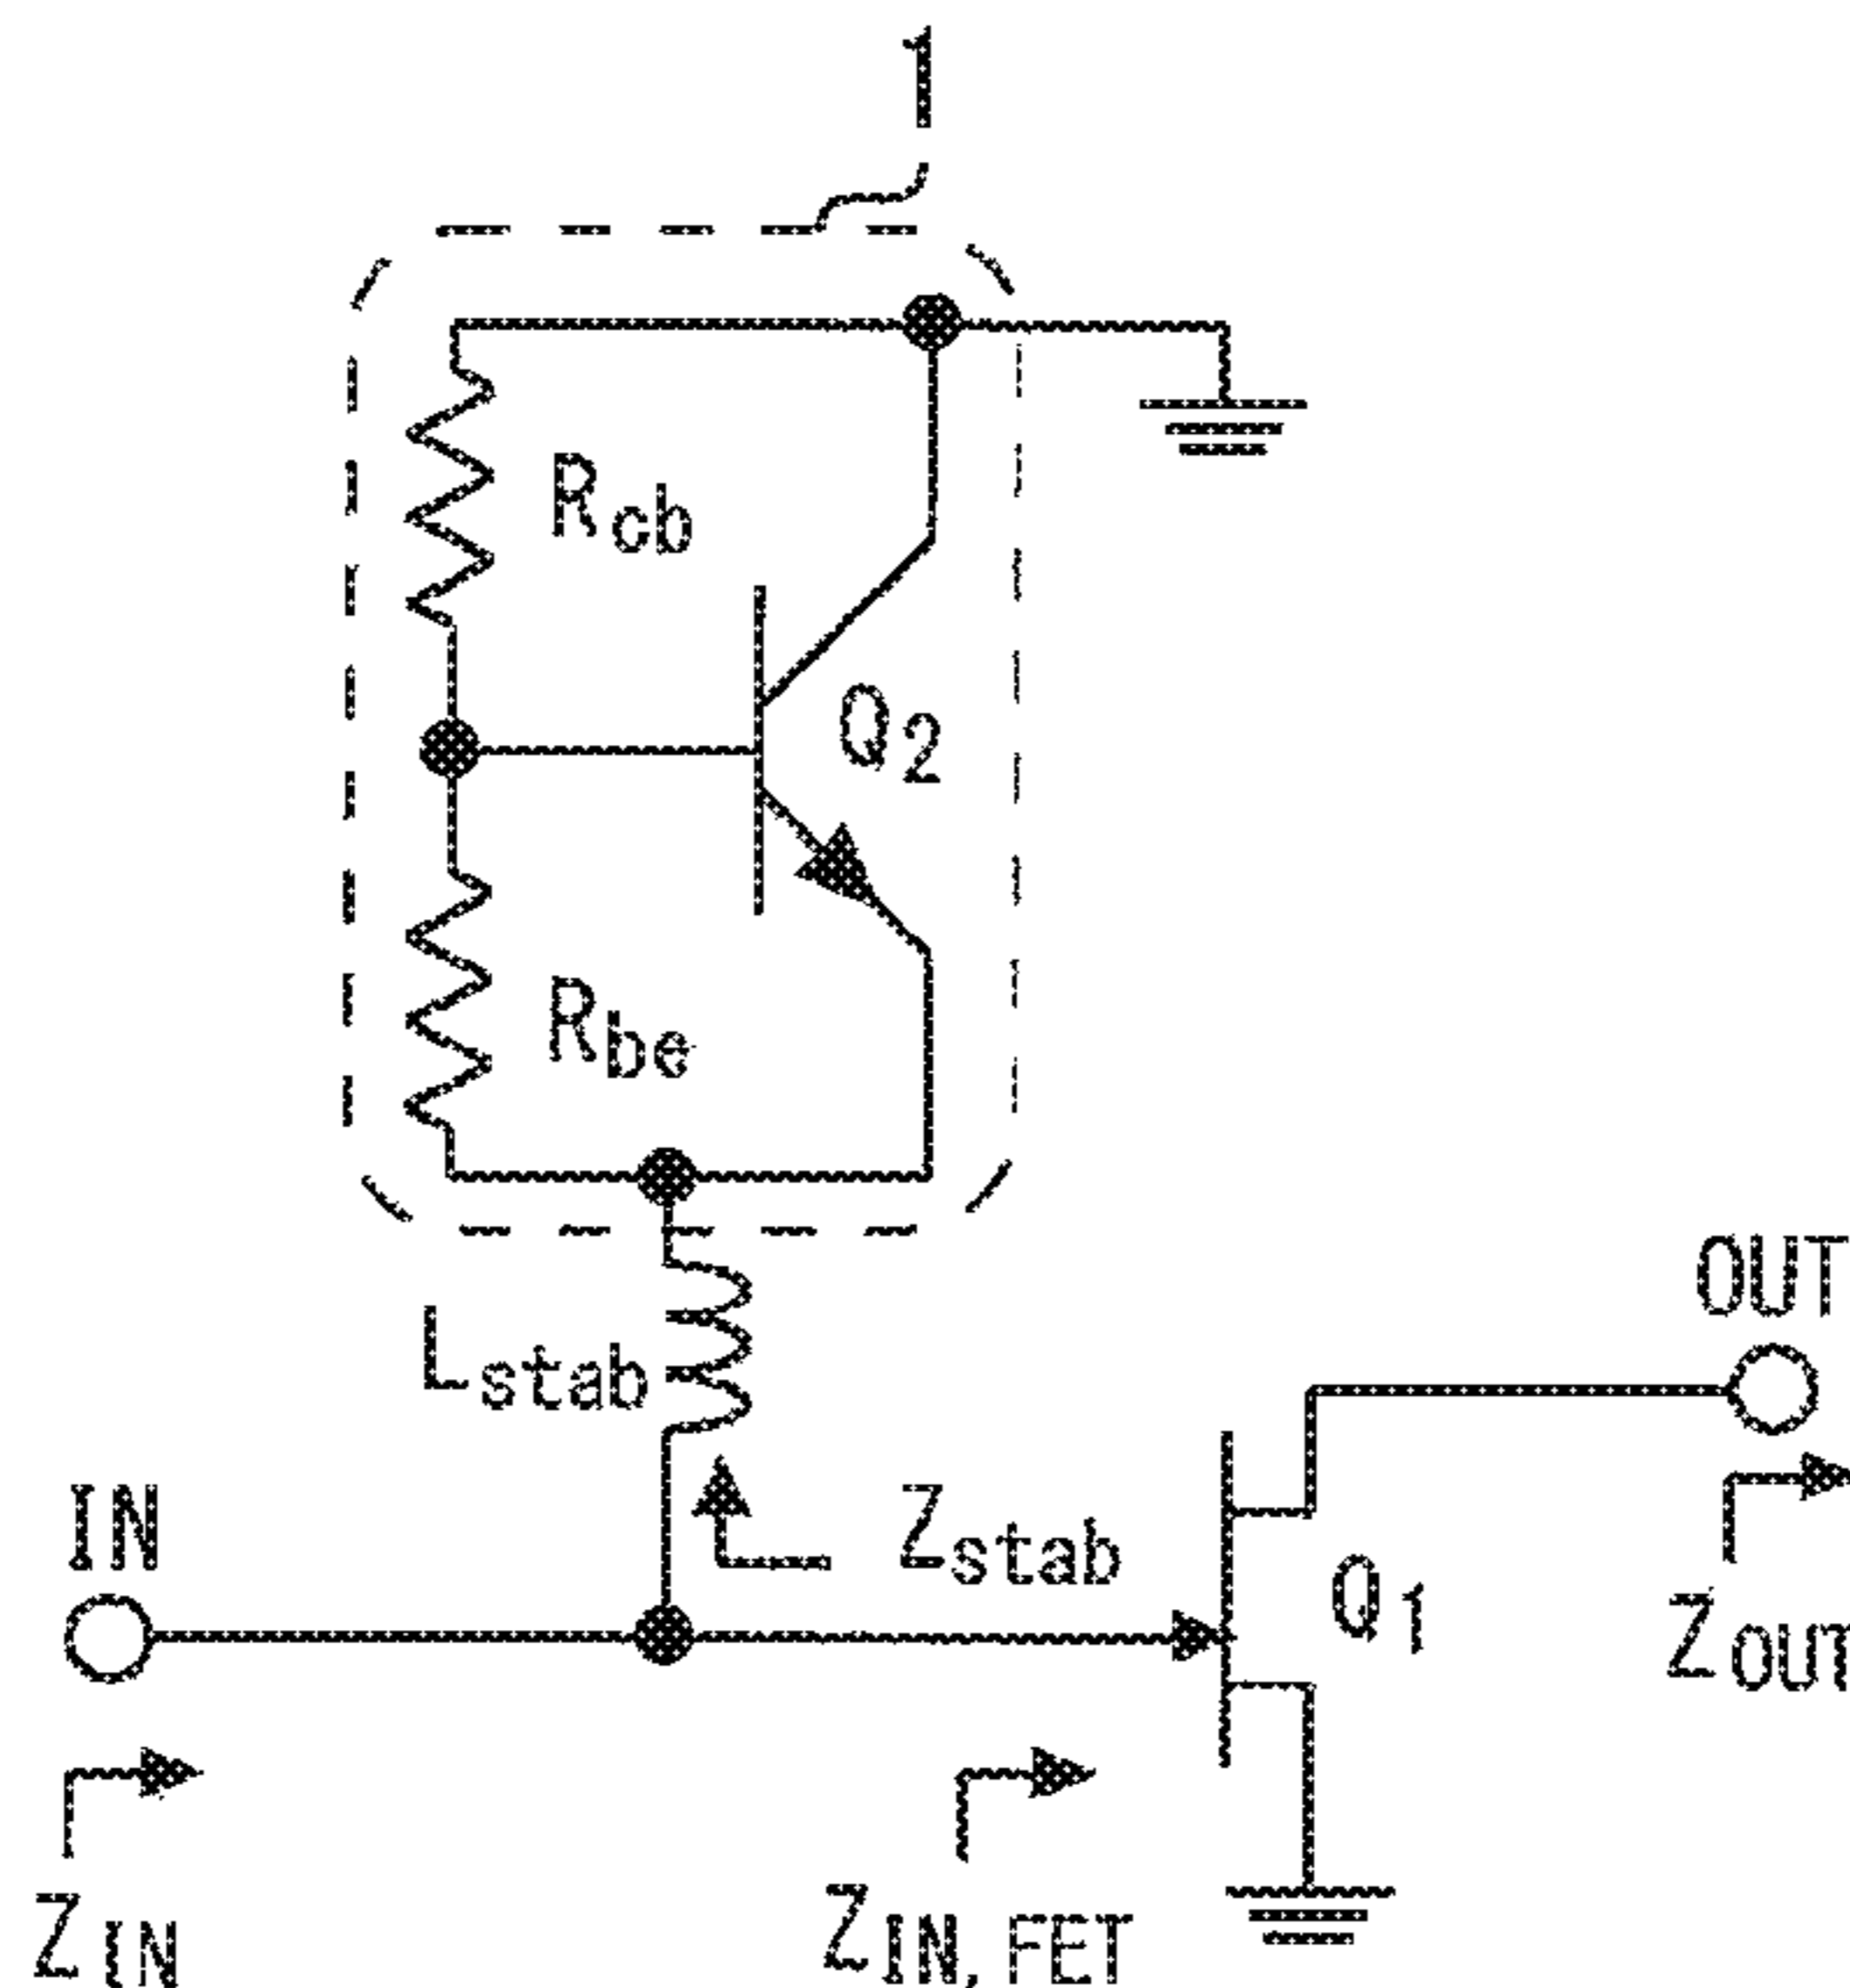 1
Rcb
Q2
Rbe
Lstab
OUT
IN
Zstab
Q1
ZOUT
ZIN
ZIN, FET